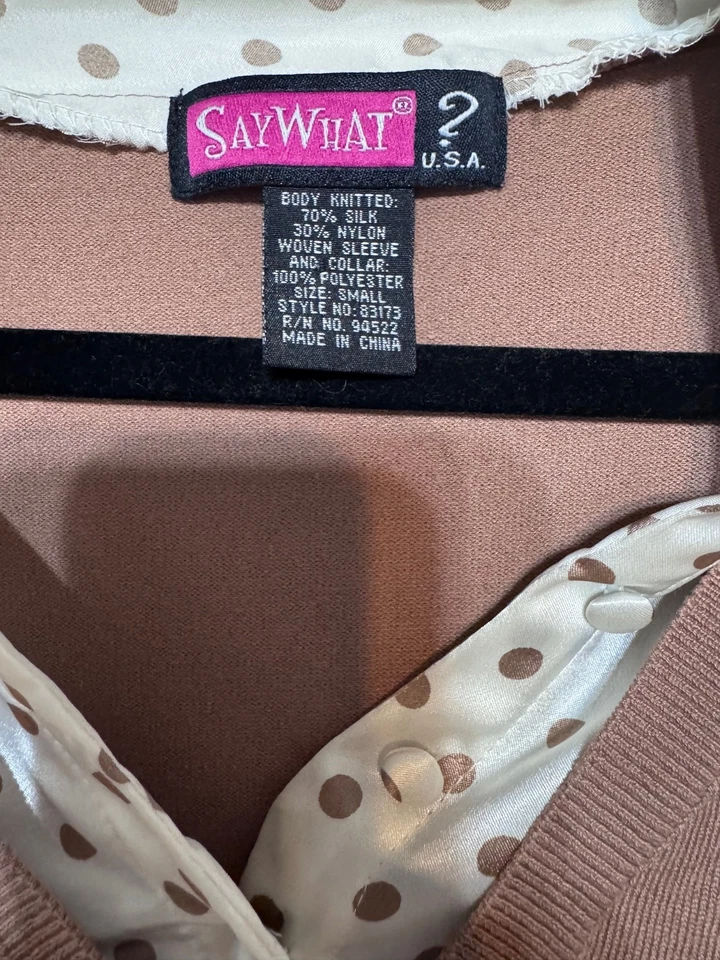 SAYWHAT ®?
U.S.A.
BODY KNITTED:
70% SILK
30% NYLON
WOVEN SLEEVE
AND COLLAR:
100% POLYESTER
SIZE: SMALL
STYLE NO: 83173
R/N NO. 94522
MADE IN CHINA